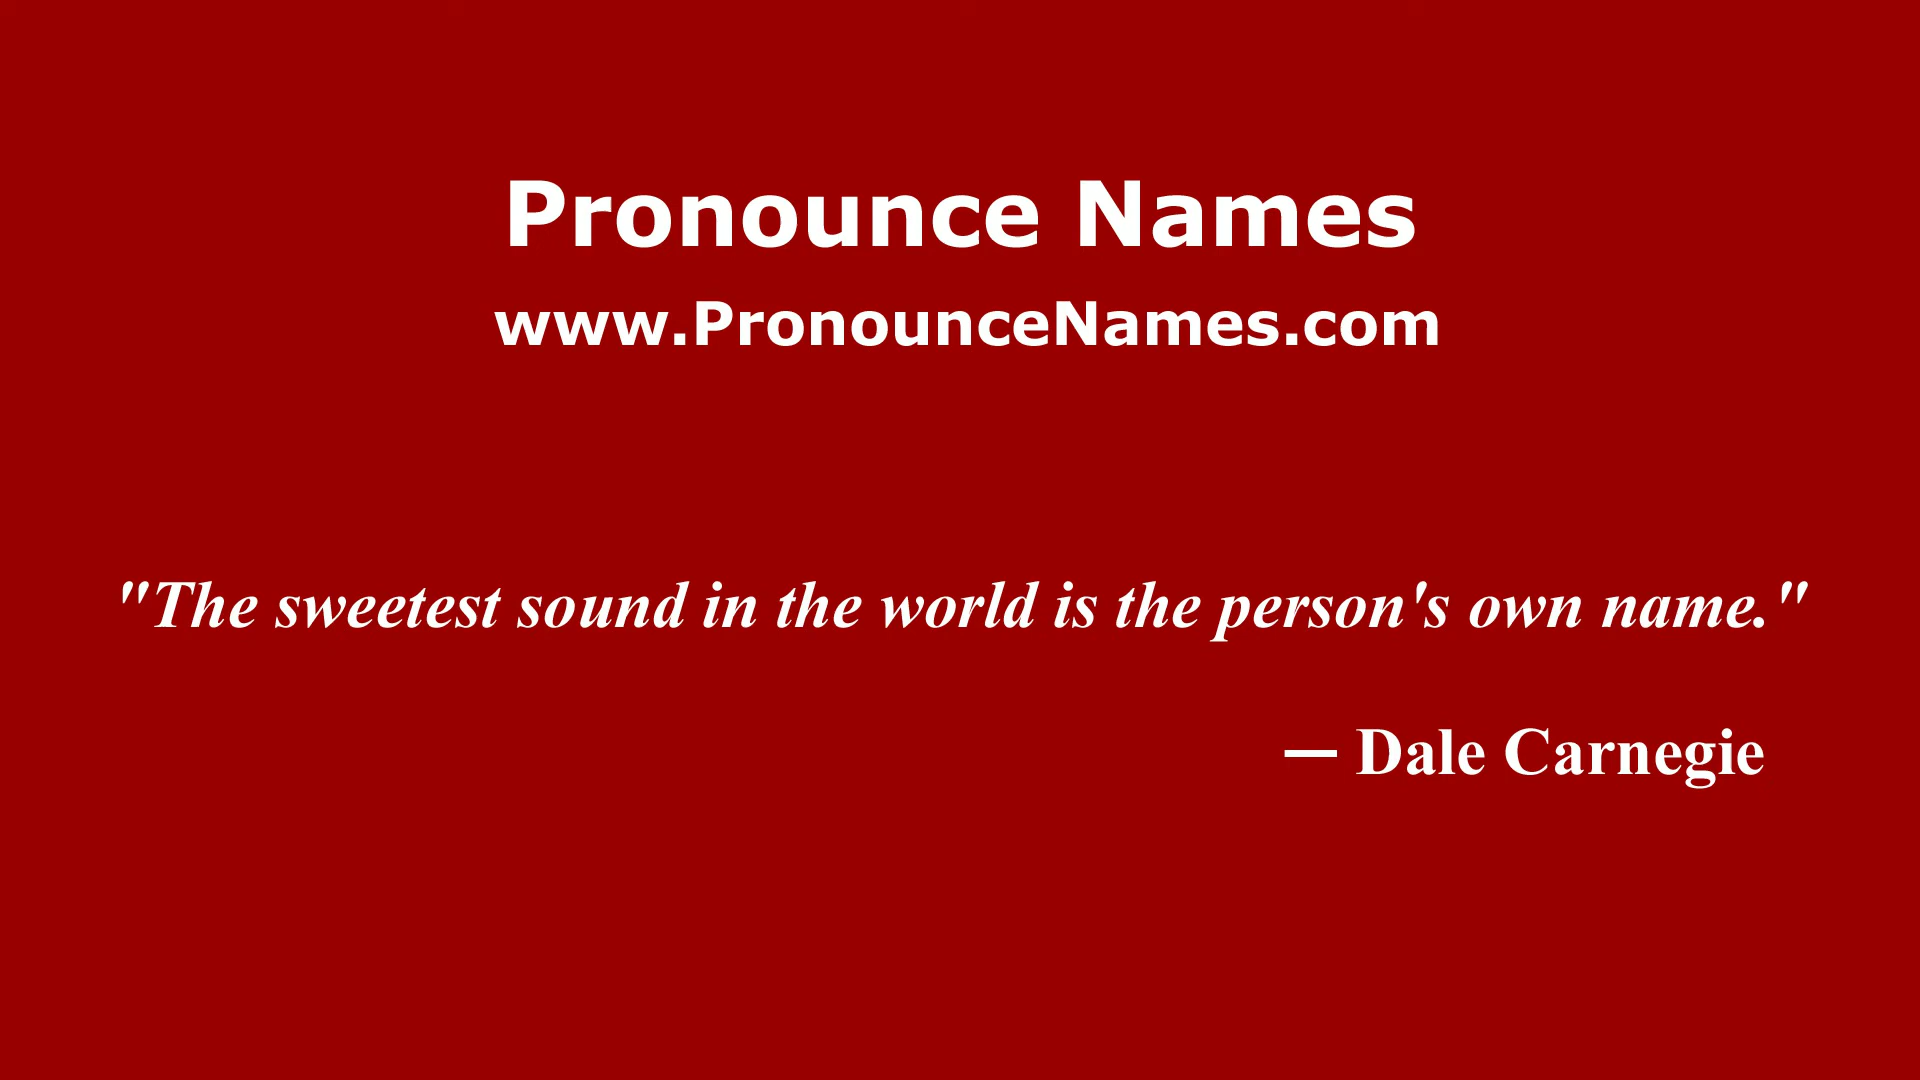 Pronounce Names
www.PronounceNames.com
"The sweetest sound in the world is the person's own name."
— Dale Carnegie